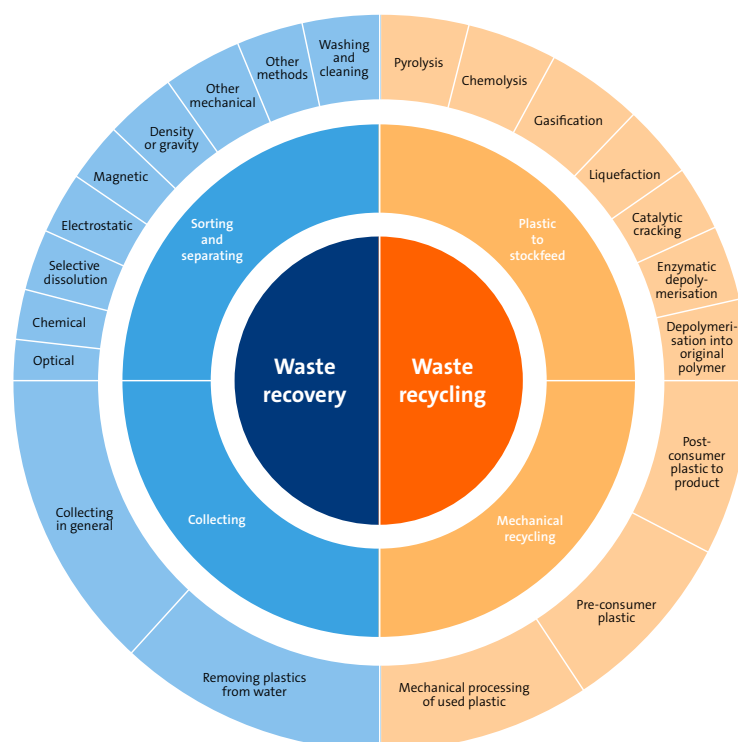 Washing
and
cleaning
Other
methods
Other
mechanical
Density
or gravity
Magnetic
Electrostatic
Selective
dissolution
Chemical
Optical
Pyrolysis
Chemolysis
Gasification
Liquefaction
Catalytic
cracking
Enzymatic
depoly-
merisation
Depolymeri-
sation into
original
polymer
Sorting
and
separating
Plastic
to
stockfeed
Waste
recovery
Waste
recycling
Collecting
Mechanical
recycling
Collecting
in general
Removing plastics
from water
Post-
consumer
plastic to
product
Pre-consumer
plastic
Mechanical processing
of used plastic